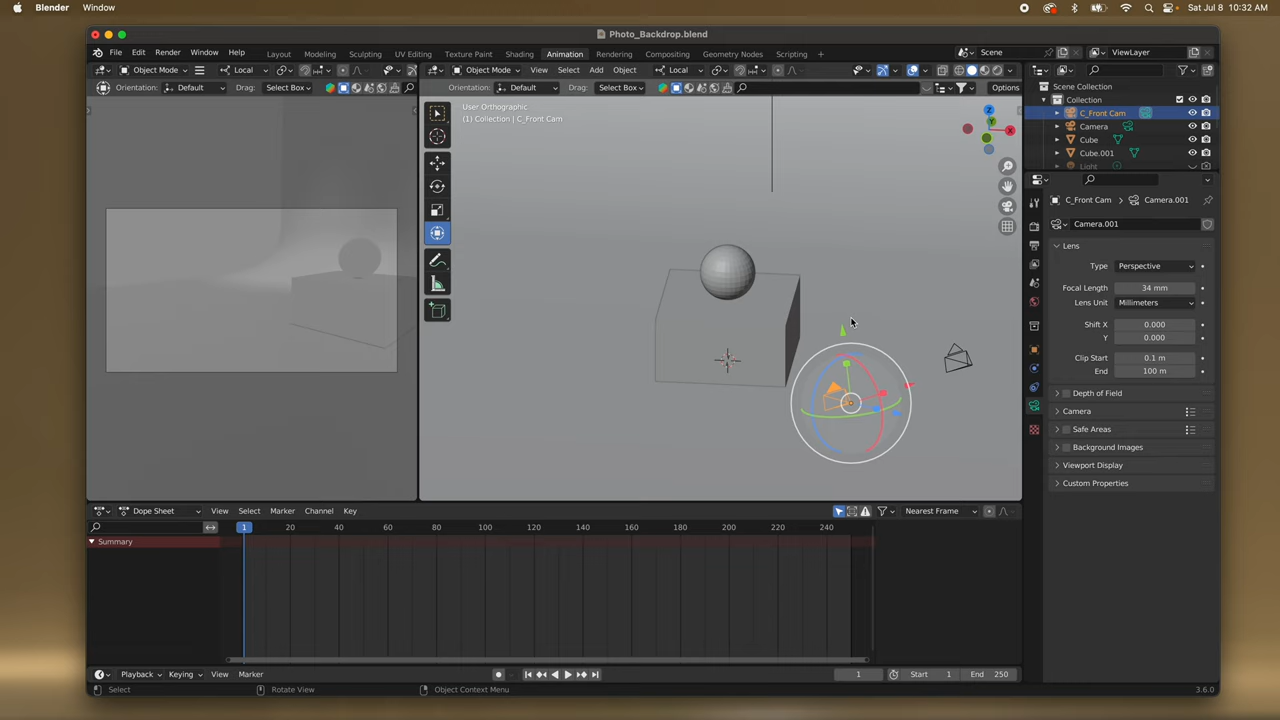 Blender Window Sat Jul 8 10:32 AM
Photo_Backdrop.blend
File Edit Render Window Help Layout Modeling Sculpting UV Editing Texture Paint Shading Animation Rendering Compositing Geometry Nodes Scripting + Scene ViewLayer
Object Mode Local Object Mode View Select Add Object Local
Orientation: Default Drag: Select Box Orientation: Default Drag: Select Box Options
Scene Collection
Collection
C_Front Cam
Camera
Cube
Cube.001
Light
User Orthographic
(1) Collection | C_Front Cam
Z
Y
X
C_Front Cam Camera.001
Camera.001
Lens
Type Perspective
Focal Length 34 mm
Lens Unit Millimeters
Shift X 0.000
Y 0.000
Clip Start 0.1 m
End 100 m
Depth of Field
Camera
Safe Areas
Background Images
Viewport Display
Custom Properties
Dope Sheet View Select Marker Channel Key Nearest Frame
1 20 40 60 80 100 120 140 160 180 200 220 240
Summary
Playback Keying View Marker 1 Start 1 End 250
Select Rotate View Object Context Menu 3.6.0